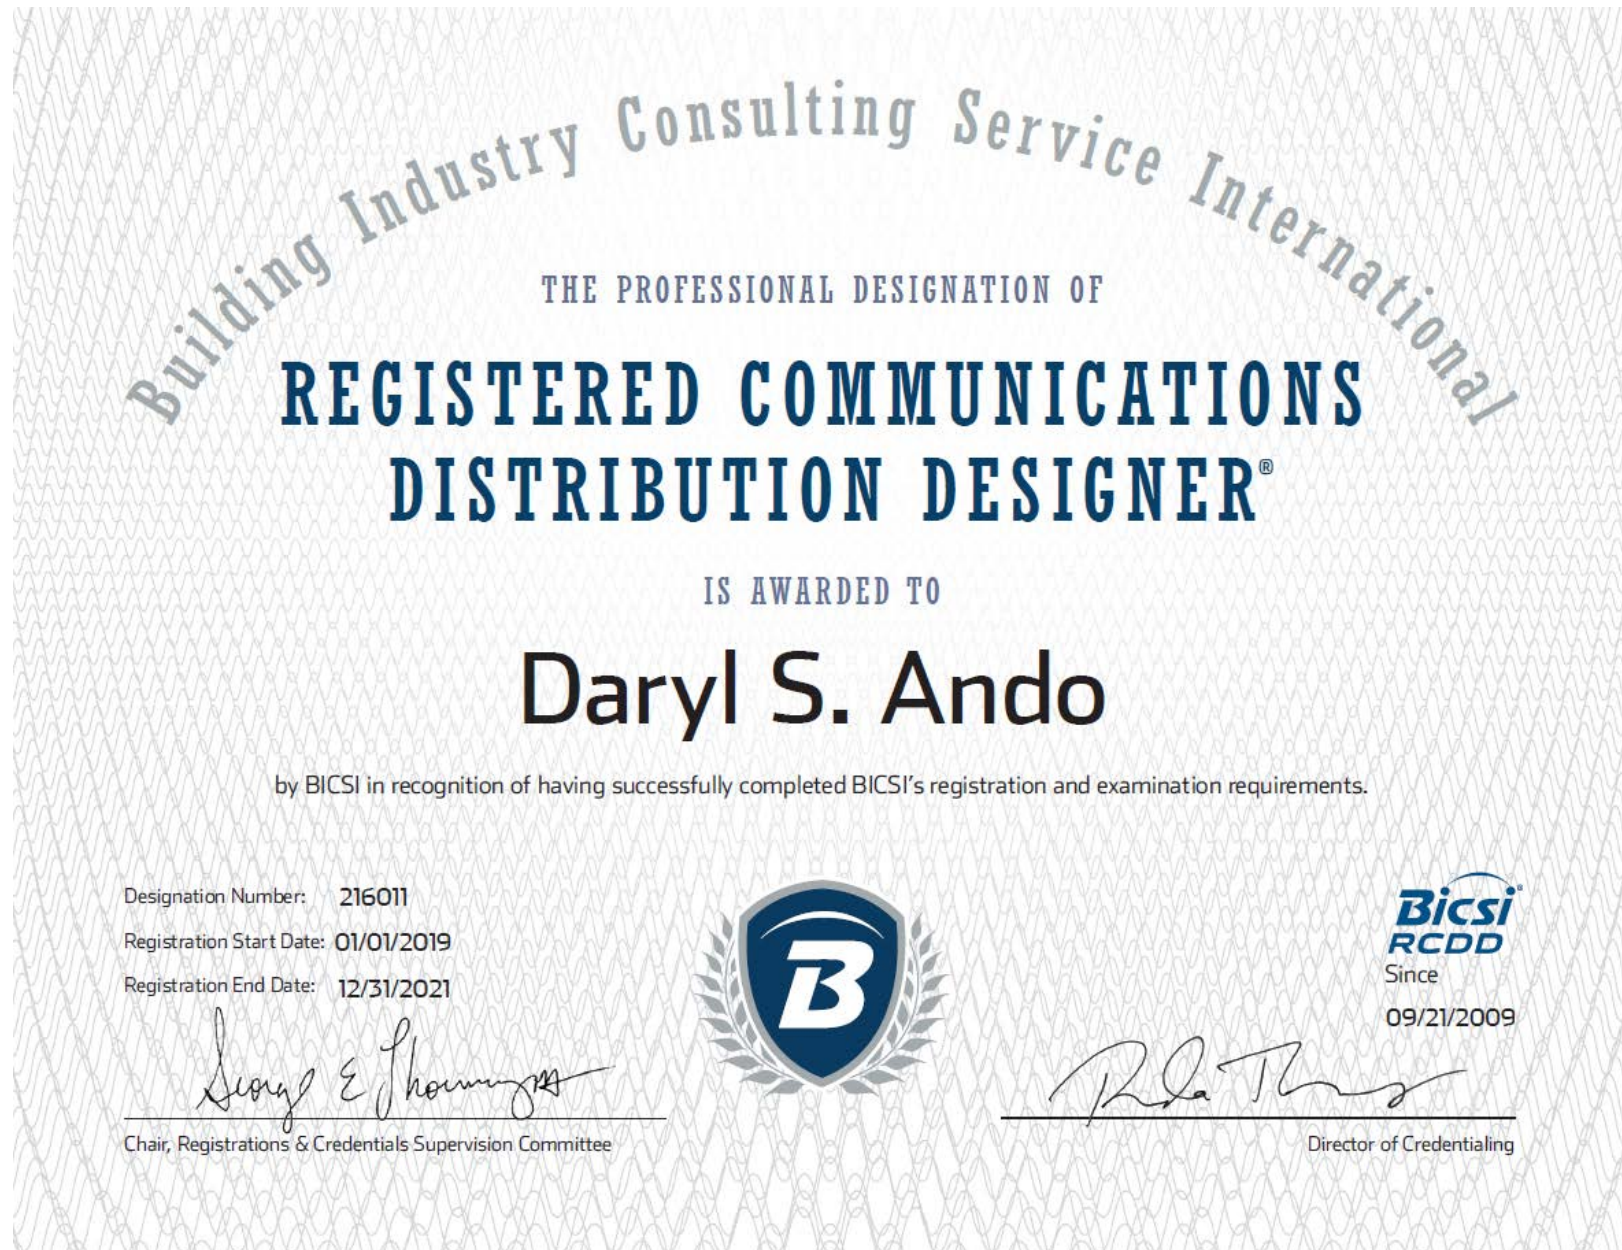 Building Industry Consulting Service International
THE PROFESSIONAL DESIGNATION OF
REGISTERED COMMUNICATIONS
DISTRIBUTION DESIGNER®
IS AWARDED TO
Daryl S. Ando
by BICSI in recognition of having successfully completed BICSI's registration and examination requirements.
Designation Number: 216011
Registration Start Date: 01/01/2019
Registration End Date: 12/31/2021
B
Bicsi®
RCDD
Since
09/21/2009
George E
Chair, Registrations & Credentials Supervision Committee
Director of Credentialing